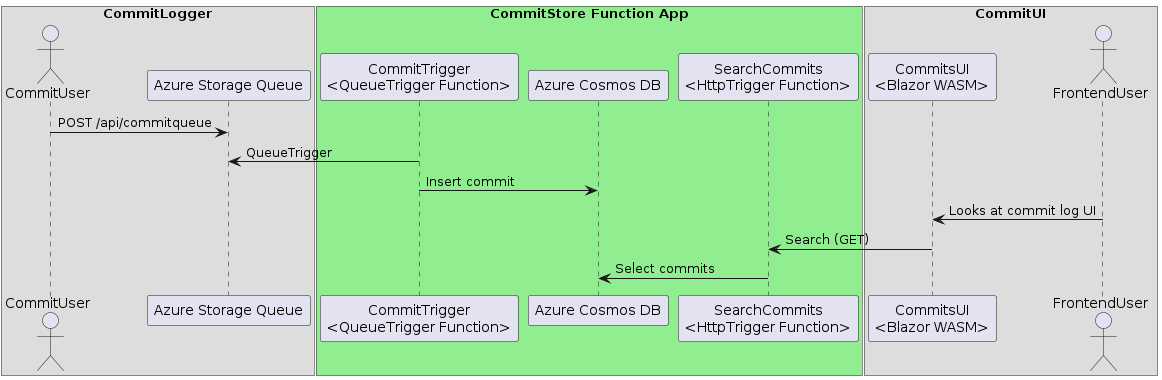 CommitLogger
CommitStore Function App
CommitUI
CommitUser
Azure Storage Queue
CommitTrigger
<QueueTrigger Function>
Azure Cosmos DB
SearchCommits
<HttpTrigger Function>
CommitsUI
<Blazor WASM>
FrontendUser
POST /api/commitqueue
QueueTrigger
Insert commit
Looks at commit log UI
Search (GET)
Select commits
CommitUser
Azure Storage Queue
CommitTrigger
<QueueTrigger Function>
Azure Cosmos DB
SearchCommits
<HttpTrigger Function>
CommitsUI
<Blazor WASM>
FrontendUser